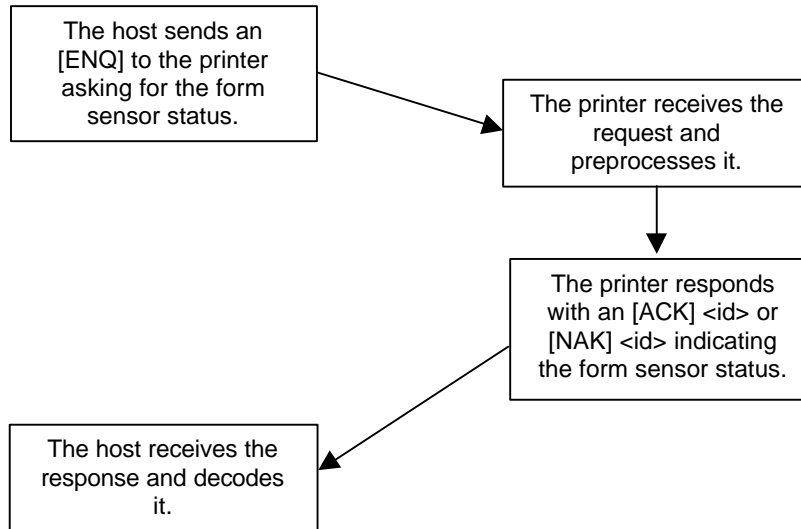 The host sends an
[ENQ] to the printer
asking for the form
sensor status.
The printer receives the
request and
preprocesses it.
The printer responds
with an [ACK] <id> or
[NAK] <id> indicating
the form sensor status.
The host receives the
response and decodes
it.